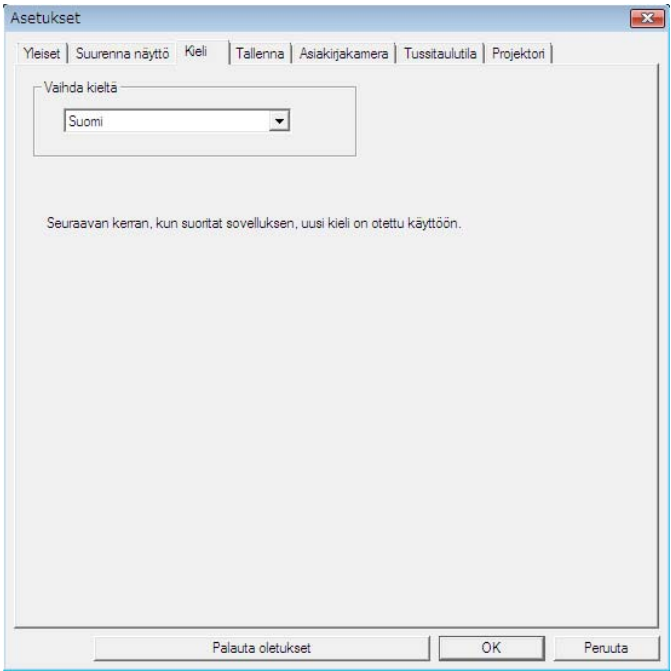 Asetukset
Yleiset Suurenna näyttö Kieli Tallenna Asiakirjakamera Tussitaulutila Projektori
Vaihda kieltä
Suomi
Seuraavan kerran, kun suoritat sovelluksen, uusi kieli on otettu käyttöön.
Palauta oletukset OK Peruuta